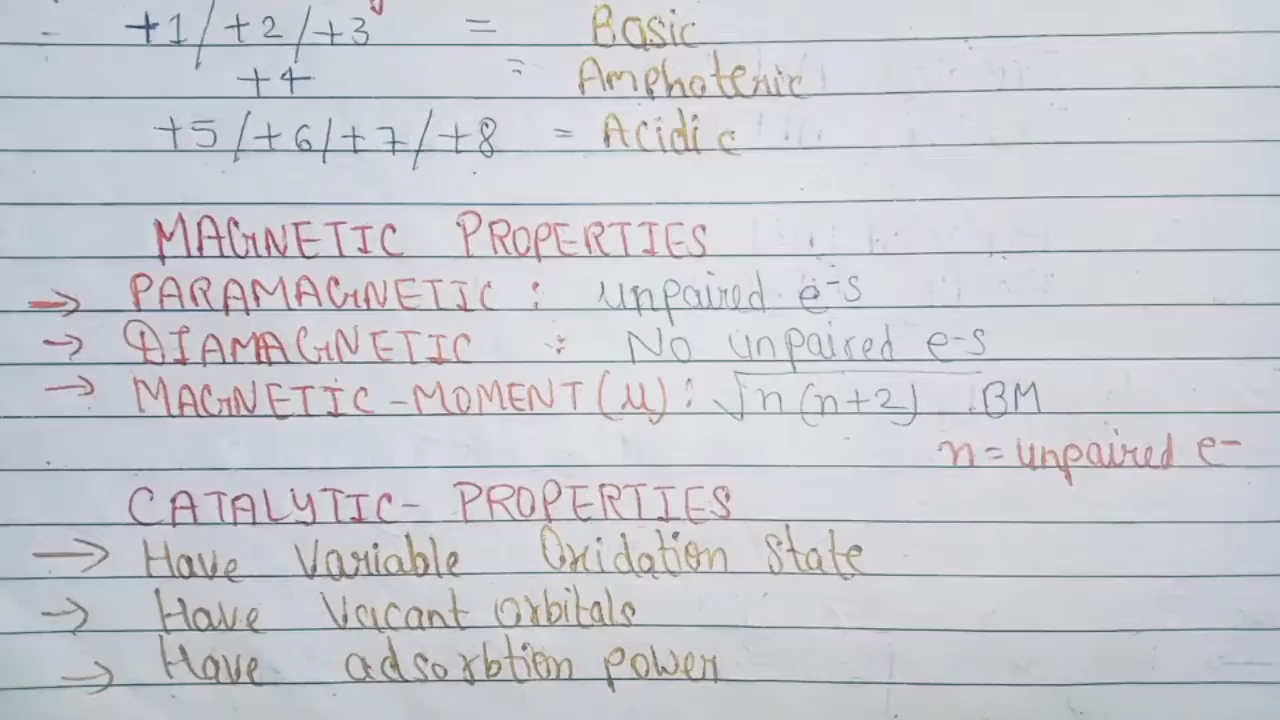 +1/+2/+3 = Basic
+4 = Amphoteric
+5/+6/+7/+8 = Acidic
MAGNETIC PROPERTIES
→ PARAMAGNETIC : unpaired e-s
→ DIAMAGNETIC : No unpaired e-s
→ MAGNETIC-MOMENT (μ) : √n(n+2) BM
n = unpaired e-
CATALYTIC- PROPERTIES
→ Have Variable Oxidation State
→ Have Vacant Orbitals
→ Have adsorbtion power